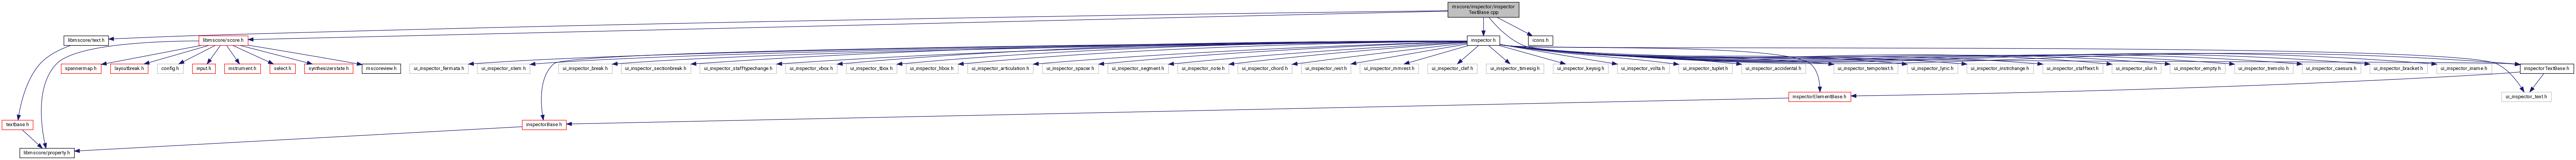 mscore/inspector/inspector
TextBase.cpp
libmscore/text.h
libmscore/score.h
inspector.h
icons.h
spannermap.h
layoutbreak.h
config.h
input.h
instrument.h
select.h
synthesizerstate.h
mscoreview.h
ui_inspector_fermata.h
ui_inspector_stem.h
ui_inspector_break.h
ui_inspector_sectionbreak.h
ui_inspector_stafftypechange.h
ui_inspector_vbox.h
ui_inspector_tbox.h
ui_inspector_hbox.h
ui_inspector_articulation.h
ui_inspector_spacer.h
ui_inspector_segment.h
ui_inspector_note.h
ui_inspector_chord.h
ui_inspector_rest.h
ui_inspector_mmrest.h
ui_inspector_clef.h
ui_inspector_timesig.h
ui_inspector_keysig.h
ui_inspector_volta.h
ui_inspector_tuplet.h
ui_inspector_accidental.h
ui_inspector_tempotext.h
ui_inspector_lyric.h
ui_inspector_instrchange.h
ui_inspector_stafftext.h
ui_inspector_slur.h
ui_inspector_empty.h
ui_inspector_tremolo.h
ui_inspector_caesura.h
ui_inspector_bracket.h
ui_inspector_iname.h
inspectorTextBase.h
inspectorElementBase.h
ui_inspector_text.h
textbase.h
inspectorBase.h
libmscore/property.h